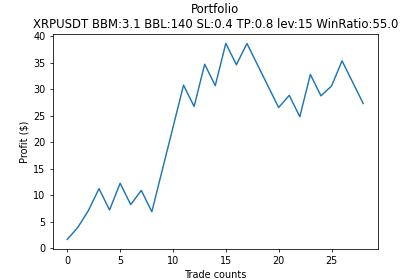 Portfolio
XRPUSDT BBM:3.1 BBL:140 SL:0.4 TP:0.8 lev:15 WinRatio:55.0
40
35
30
25
20
15
10
5
0
Profit ($)
0 5 10 15 20 25
Trade counts